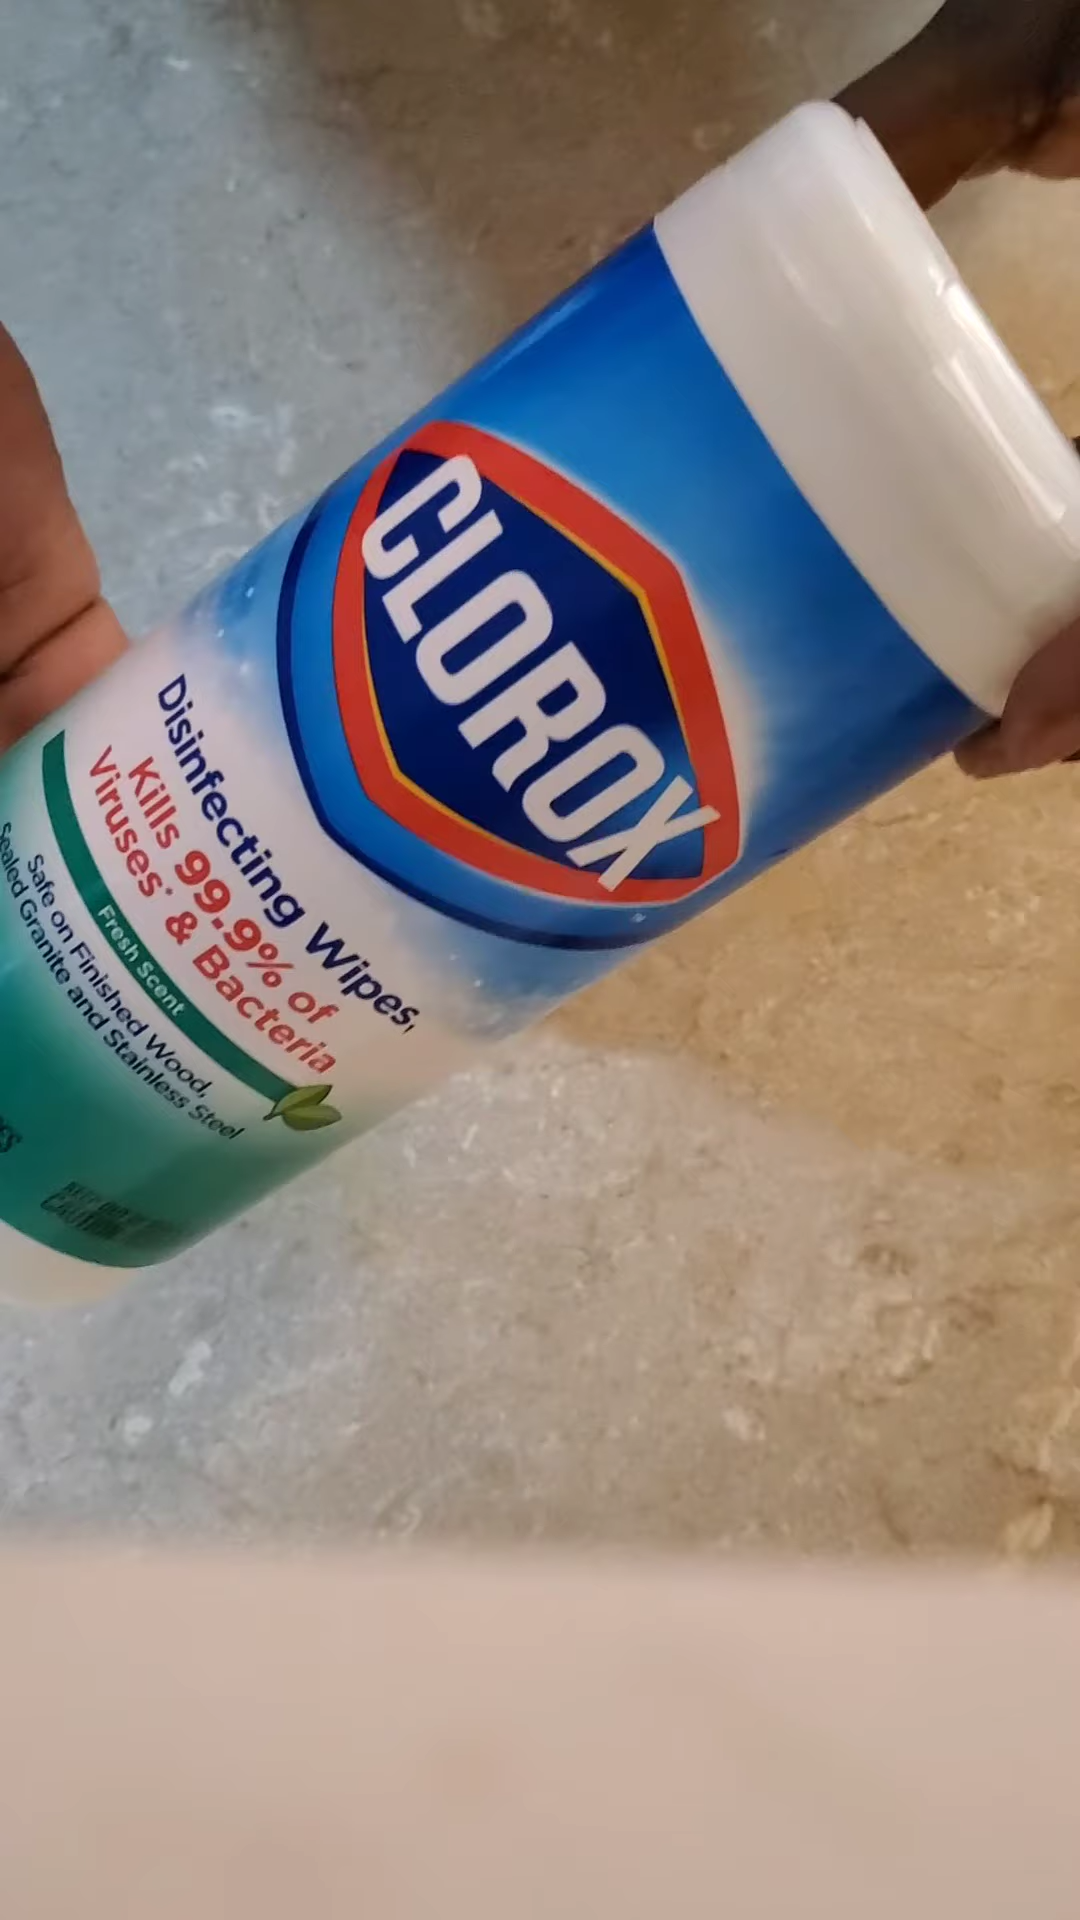 CLOROX
Disinfecting Wipes,
Kills 99.9% of
Viruses* & Bacteria
Fresh Scent
Safe on Finished Wood,
Sealed Granite and Stainless Steel